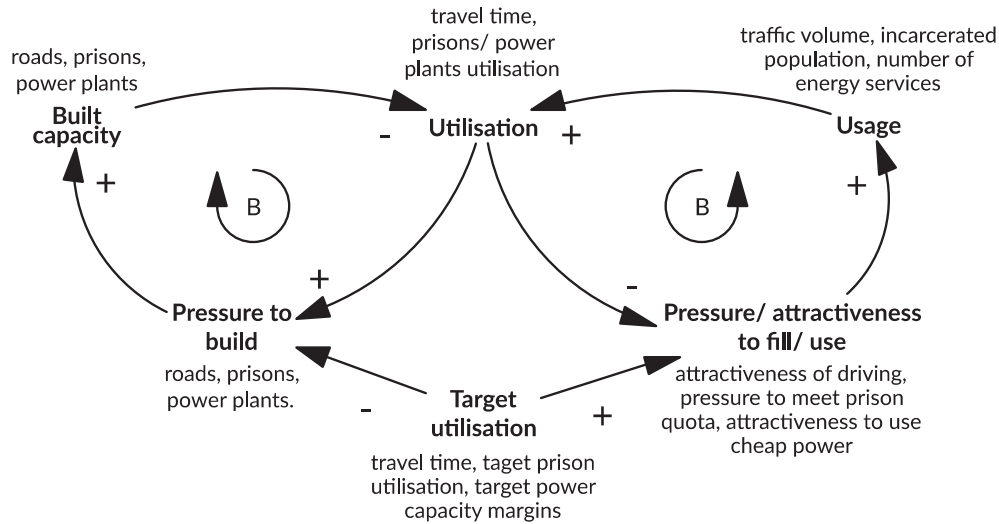 roads, prisons,
power plants
Built
capacity
travel time,
prisons/ power
plants utilisation
Utilisation
traffic volume, incarcerated
population, number of
energy services
Usage
-
+
+
+
B
B
+
-
Pressure to
build
roads, prisons,
power plants.
Pressure/ attractiveness
to fill/ use
attractiveness of driving,
pressure to meet prison
quota, attractiveness to use
cheap power
-
+
Target
utilisation
travel time, taget prison
utilisation, target power
capacity margins